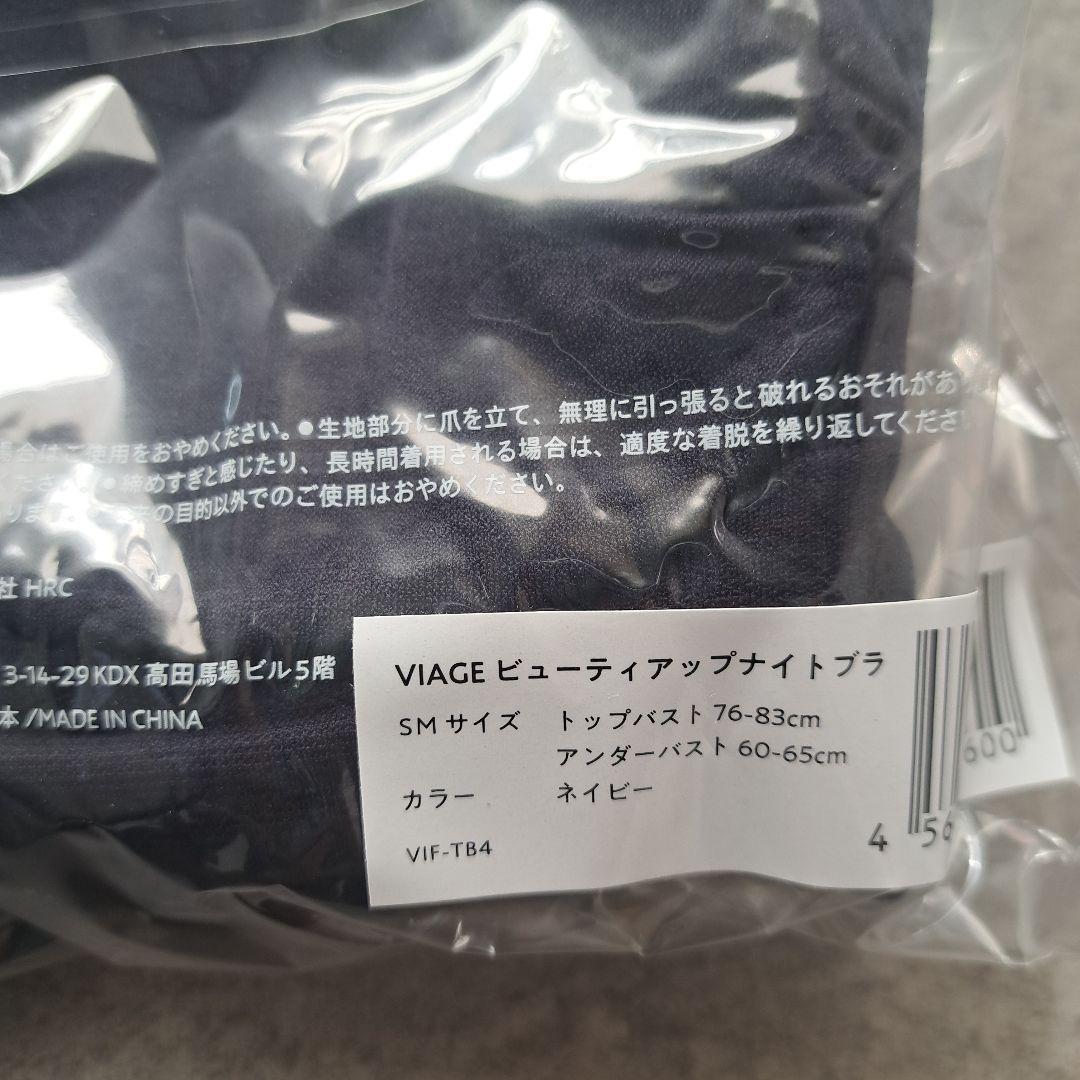 場合はご使用をおやめください。●生地部分に爪を立て、無理に引っ張ると破れるおそれがあ
ください。●締めすぎと感じたり、長時間着用される場合は、適度な着脱を繰り返してくださ
の目的以外でのご使用はおやめください。
社 HRC
3-14-29 KDX 高田馬場ビル5階
本/MADE IN CHINA
VIAGE ビューティアップナイトブラ
SM サイズ トップバスト 76-83cm
アンダーバスト 60-65cm
カラー ネイビー
VIF-TB4
4 56
600